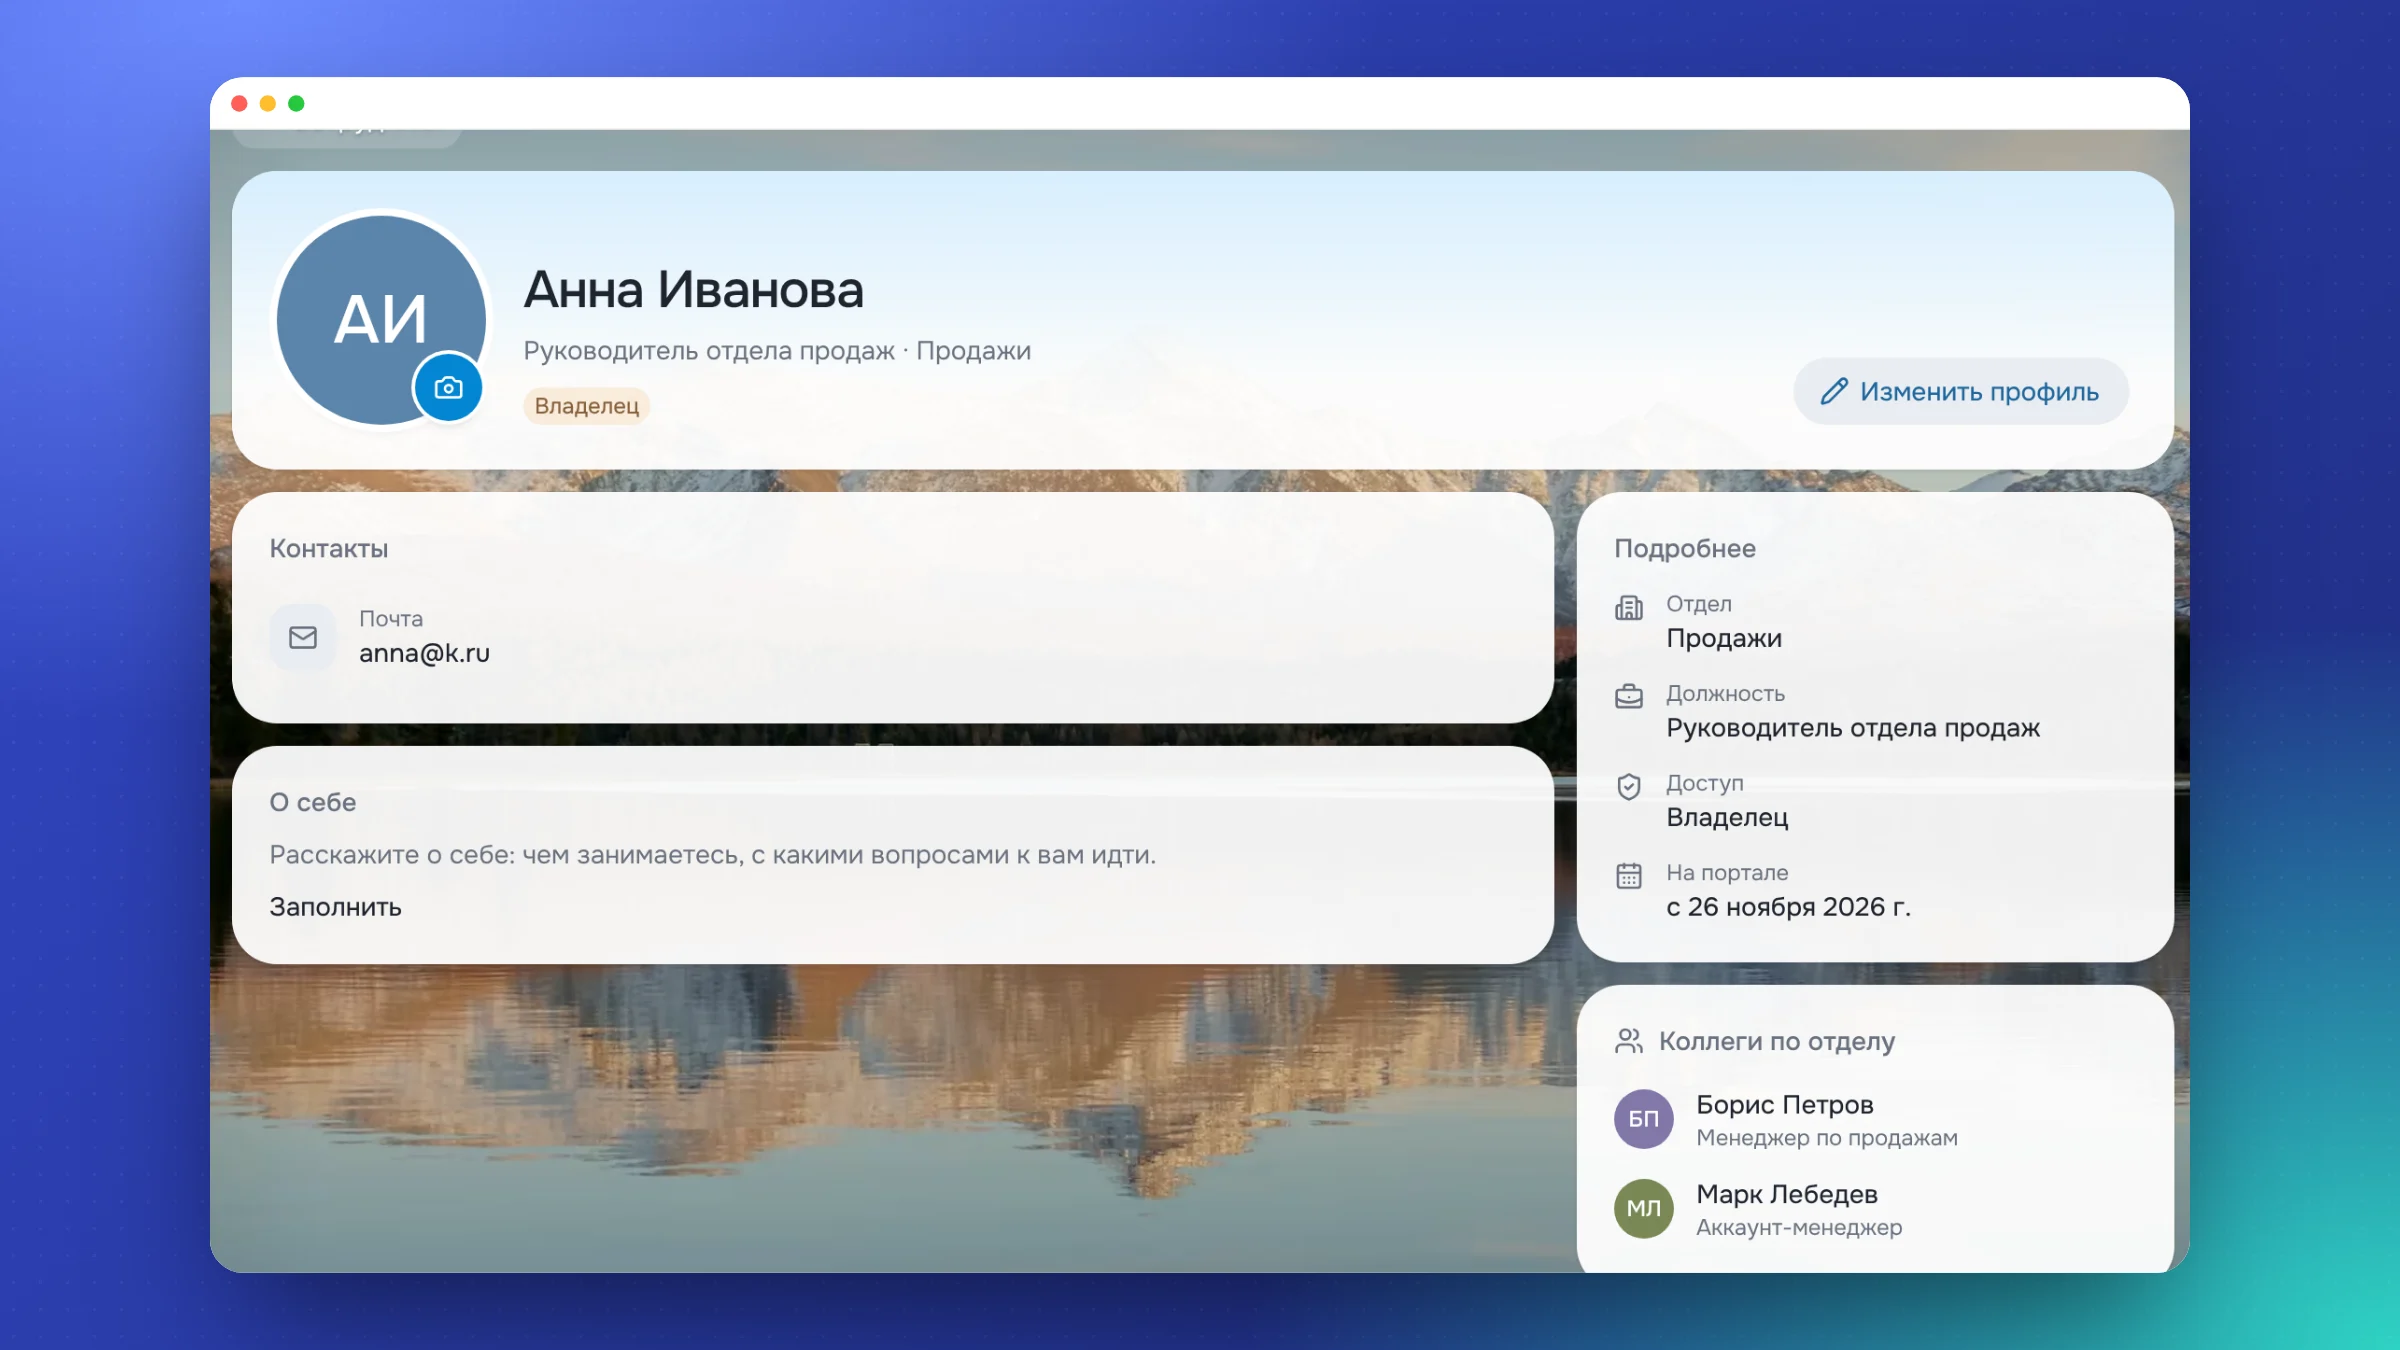 АИ
Анна Иванова
Руководитель отдела продаж · Продажи
Владелец
Изменить профиль
Контакты
Почта
anna@k.ru
О себе
Расскажите о себе: чем занимаетесь, с какими вопросами к вам идти.
Заполнить
Подробнее
Отдел
Продажи
Должность
Руководитель отдела продаж
Доступ
Владелец
На портале
с 26 ноября 2026 г.
Коллеги по отделу
БП
Борис Петров
Менеджер по продажам
МЛ
Марк Лебедев
Аккаунт-менеджер